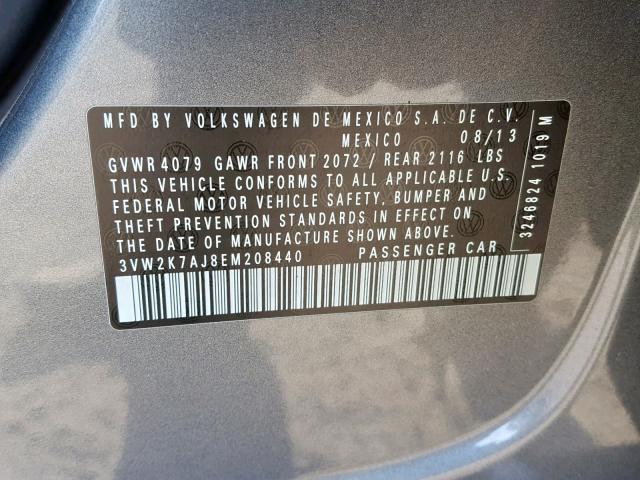 MFD BY VOLKSWAGEN DE MEXICO S.A. DE C.V.
MEXICO 08/13
GVWR 4079 GAWR FRONT 2072 / REAR 2116 LBS
THIS VEHICLE CONFORMS TO ALL APPLICABLE U.S.
FEDERAL MOTOR VEHICLE SAFETY, BUMPER AND
THEFT PREVENTION STANDARDS IN EFFECT ON
THE DATE OF MANUFACTURE SHOWN ABOVE.
3VW2K7AJ8EM208440 PASSENGER CAR
3246824 1019 M